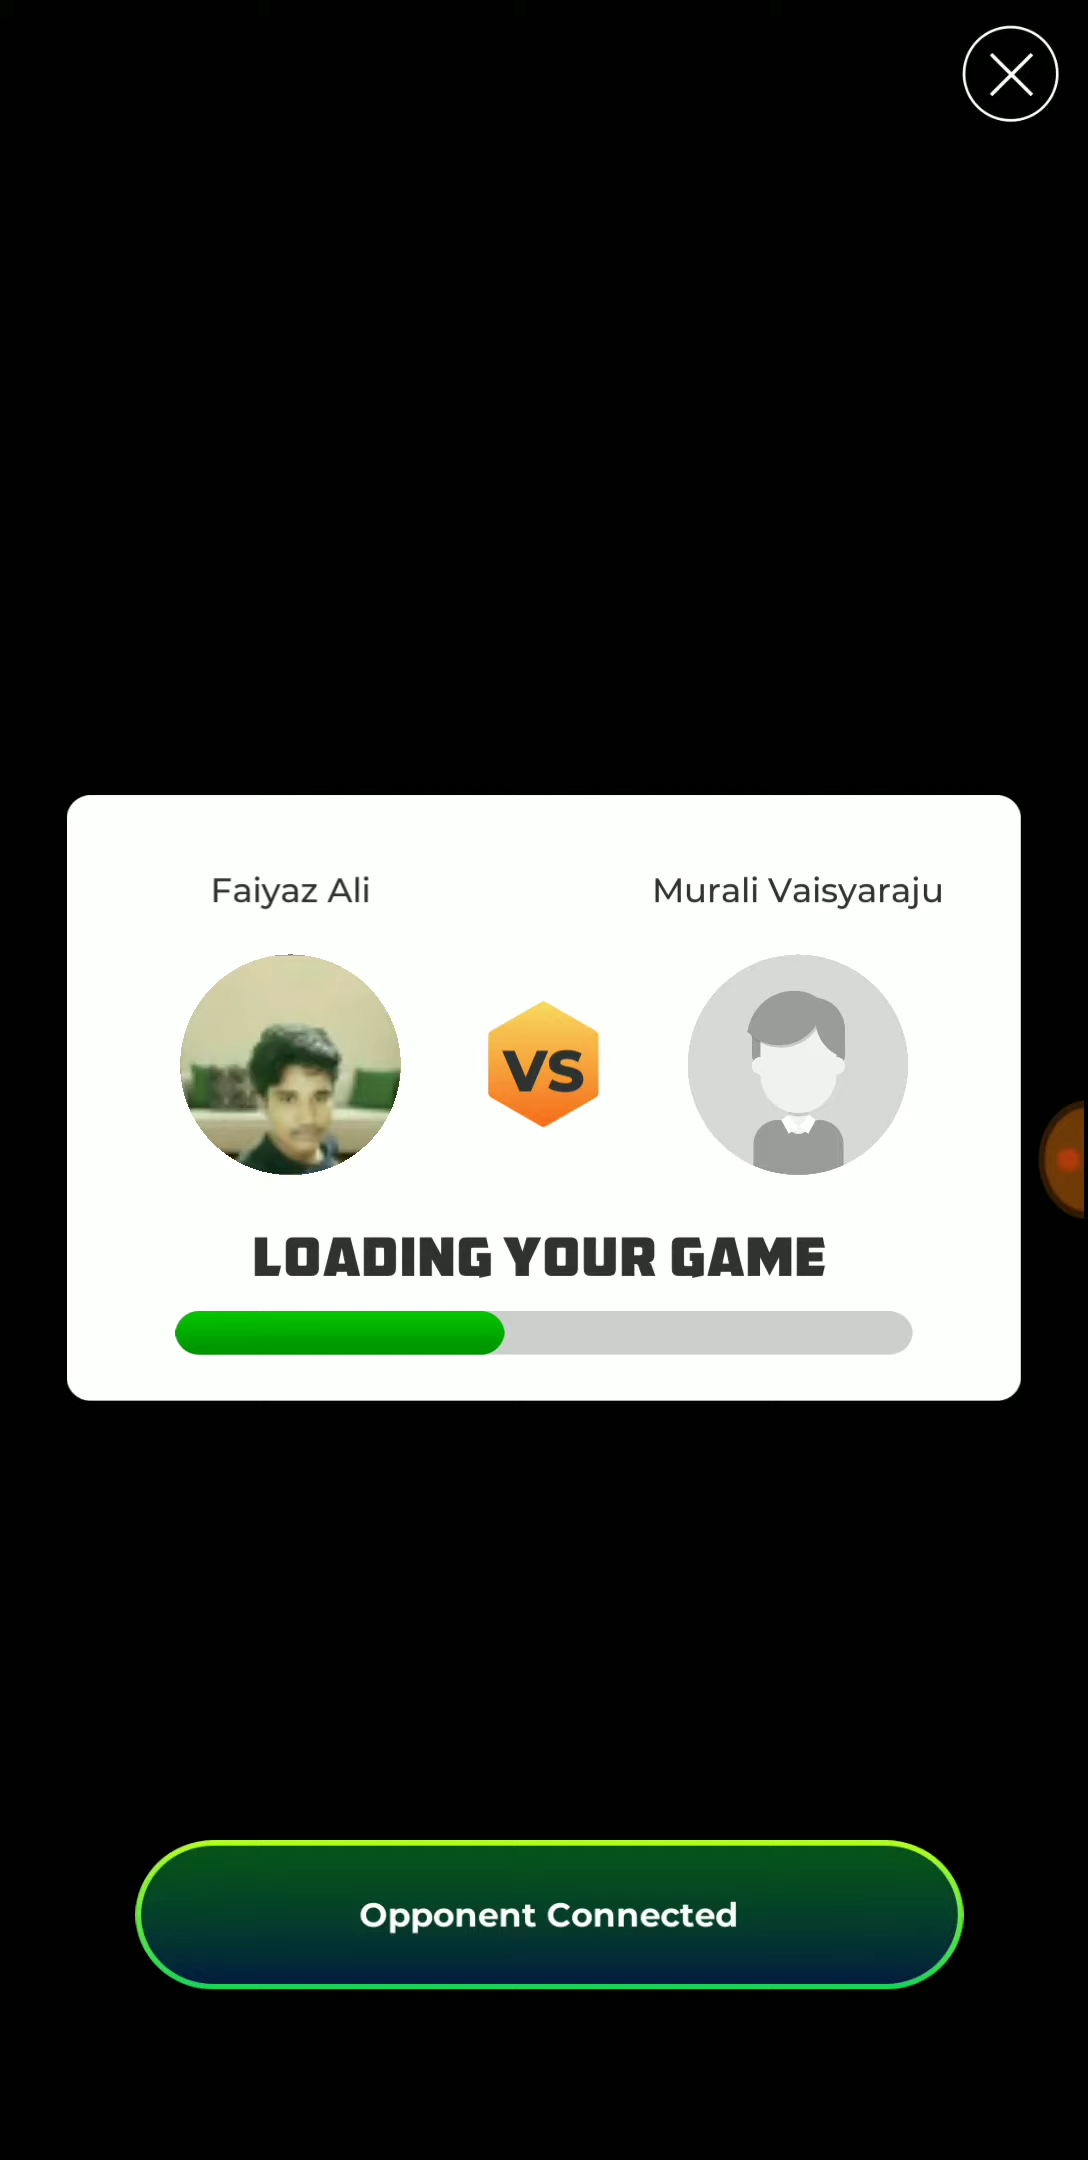 Faiyaz Ali
Murali Vaisyaraju
VS
LOADING YOUR GAME
Opponent Connected